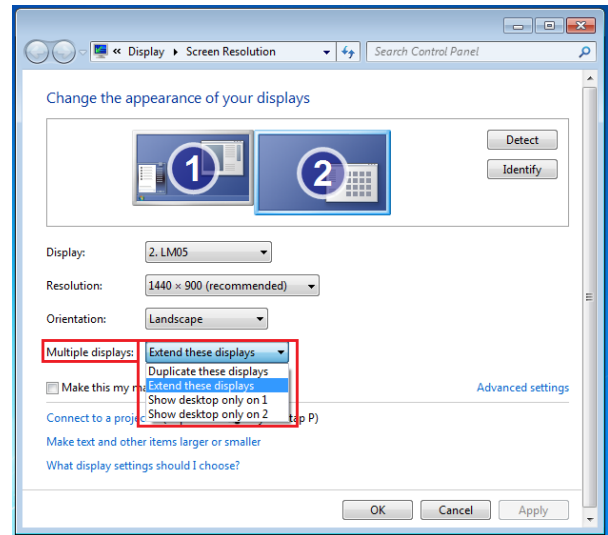 « Display ▸ Screen Resolution Search Control Panel
Change the appearance of your displays
1 2
Detect
Identify
Display: 2. LM05
Resolution: 1440 × 900 (recommended)
Orientation: Landscape
Multiple displays: Extend these displays
Duplicate these displays
Make this my Extend these displays Advanced settings
Show desktop only on 1
Connect to a Show desktop only on 2 tap P)
Make text and other items larger or smaller
What display settings should I choose?
OK Cancel Apply